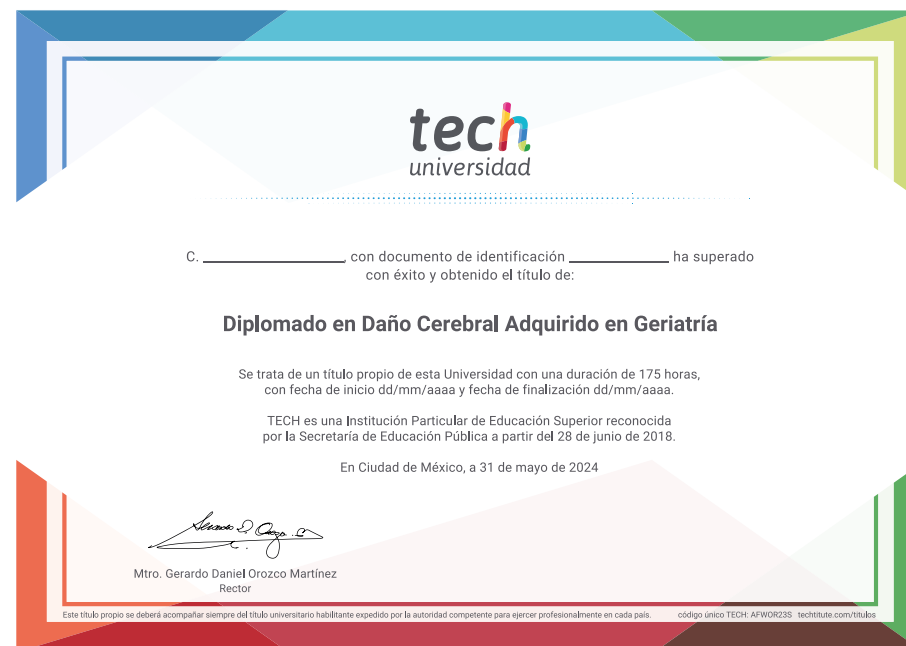 tech
universidad
C. ____________________, con documento de identificación ______________ ha superado
con éxito y obtenido el título de:
Diplomado en Daño Cerebral Adquirido en Geriatría
Se trata de un título propio de esta Universidad con una duración de 175 horas,
con fecha de inicio dd/mm/aaaa y fecha de finalización dd/mm/aaaa.
TECH es una Institución Particular de Educación Superior reconocida
por la Secretaría de Educación Pública a partir del 28 de junio de 2018.
En Ciudad de México, a 31 de mayo de 2024
Mtro. Gerardo Daniel Orozco Martínez
Rector
Este título propio se deberá acompañar siempre del título universitario habilitante expedido por la autoridad competente para ejercer profesionalmente en cada país. código único TECH: AFWOR23S techtitute.com/titulos